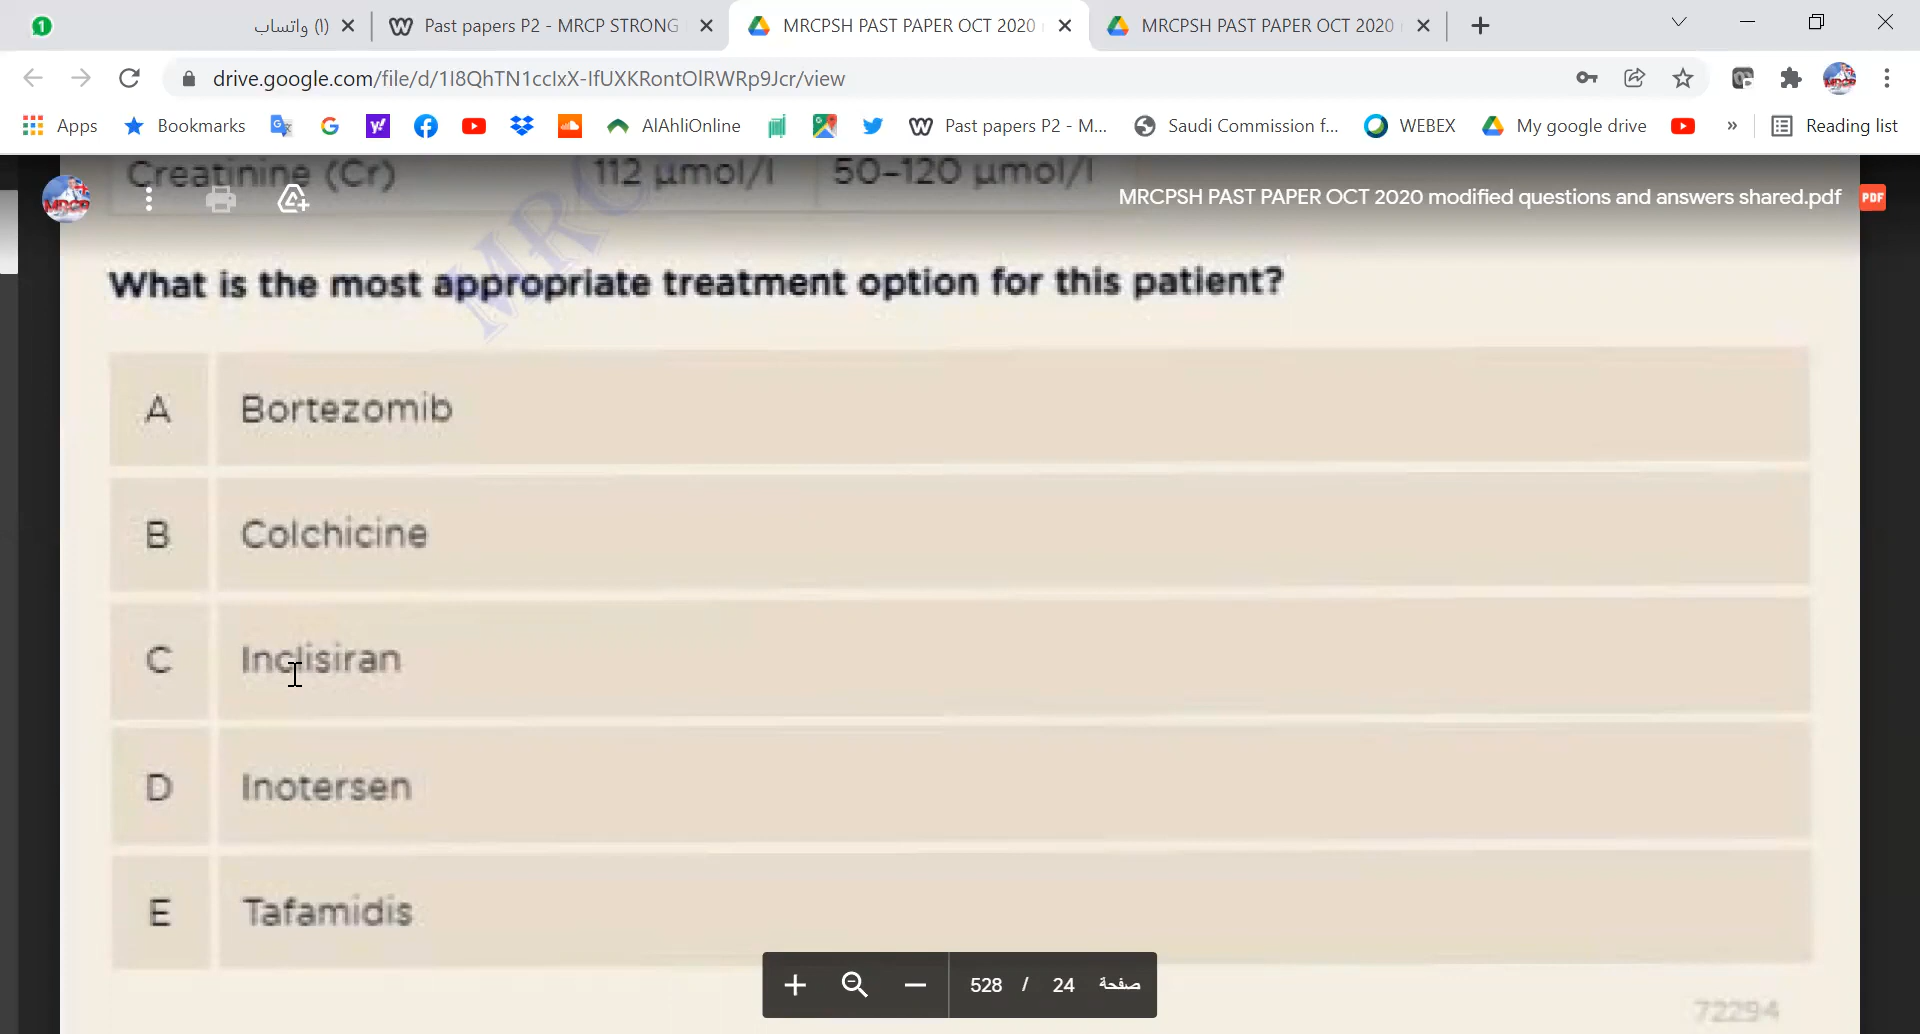 واتساب (1)
Past papers P2 - MRCP STRONG
MRCPSH PAST PAPER OCT 2020
MRCPSH PAST PAPER OCT 2020
drive.google.com/file/d/1I8QhTN1ccIxX-IfUXKRontOlRWRp9Jcr/view
Apps
Bookmarks
AlAhliOnline
Past papers P2 - M...
Saudi Commission f...
WEBEX
My google drive
»
Reading list
Creatinine (Cr) 112 µmol/l 50–120 µmol/l
MRCPSH PAST PAPER OCT 2020 modified questions and answers shared.pdf
PDF
MRCP
MRC
What is the most appropriate treatment option for this patient?
A Bortezomib
B Colchicine
C Inclisiran
D Inotersen
E Tafamidis
528 / 24 صفحة
72294